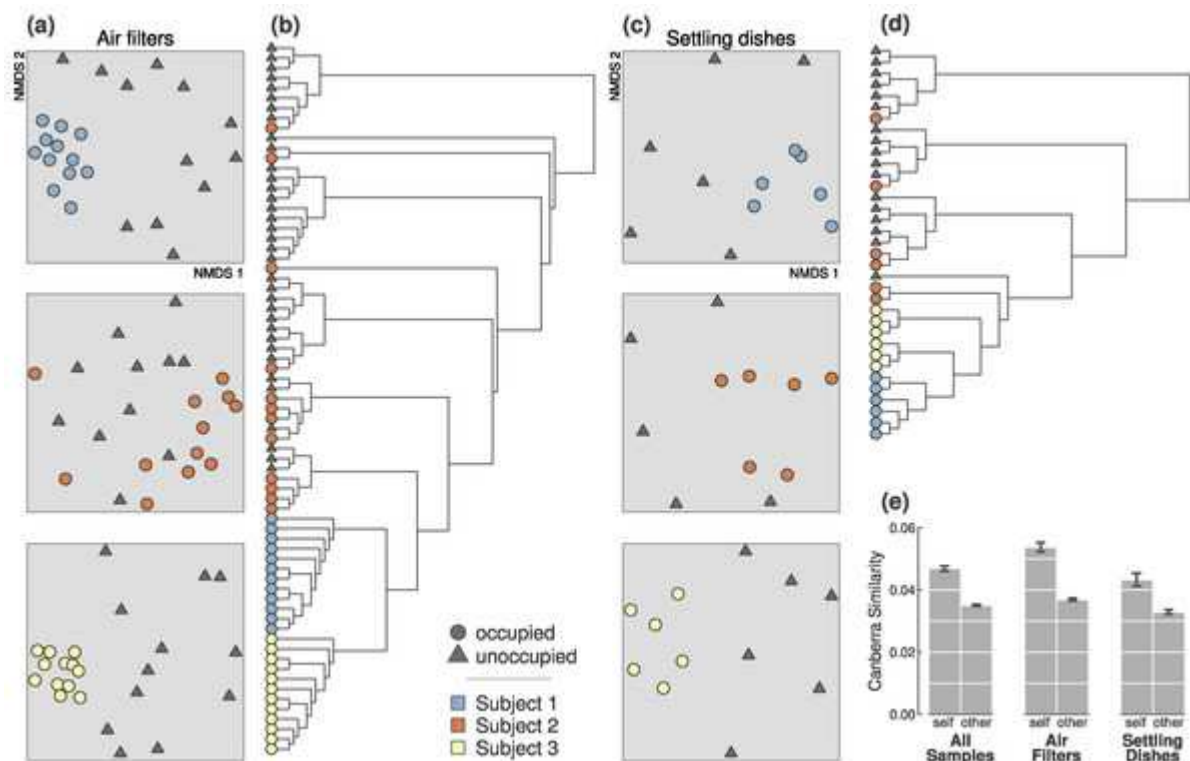 (a)
Air filters
NMDS 2
NMDS 1
(b)
occupied
unoccupied
Subject 1
Subject 2
Subject 3
(c)
Settling dishes
NMDS 2
NMDS 1
(d)
(e)
Canberra Similarity
0.06
0.04
0.02
0.00
self other self other self other
All Air Settling
Samples Filters Dishes